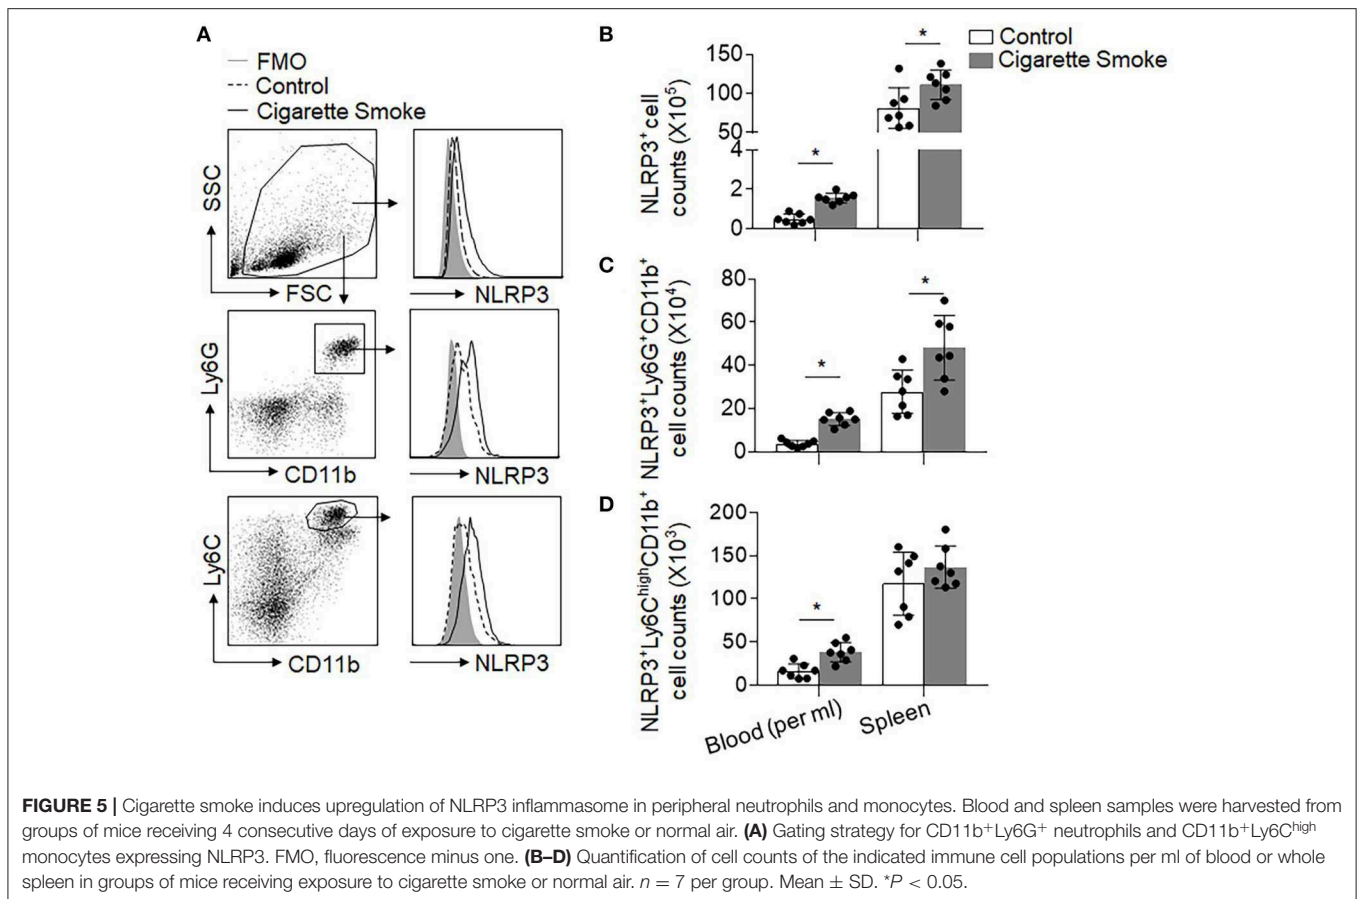 A
FMO
Control
Cigarette Smoke
SSC
FSC
NLRP3
Ly6G
CD11b
NLRP3
Ly6C
CD11b
NLRP3
B
Control
Cigarette Smoke
NLRP3⁺ cell
counts (X10⁵)
150
100
50
4
2
0
*
*
C
NLRP3⁺Ly6G⁺CD11b⁺
cell counts (X10⁴)
80
60
40
20
0
*
*
D
NLRP3⁺Ly6CʰⁱᵍʰCD11b⁺
cell counts (X10³)
200
150
100
50
0
*
Blood (per ml)
Spleen
FIGURE 5 | Cigarette smoke induces upregulation of NLRP3 inflammasome in peripheral neutrophils and monocytes. Blood and spleen samples were harvested from
groups of mice receiving 4 consecutive days of exposure to cigarette smoke or normal air. (A) Gating strategy for CD11b⁺Ly6G⁺ neutrophils and CD11b⁺Ly6Cʰⁱᵍʰ
monocytes expressing NLRP3. FMO, fluorescence minus one. (B–D) Quantification of cell counts of the indicated immune cell populations per ml of blood or whole
spleen in groups of mice receiving exposure to cigarette smoke or normal air. n = 7 per group. Mean ± SD. *P < 0.05.